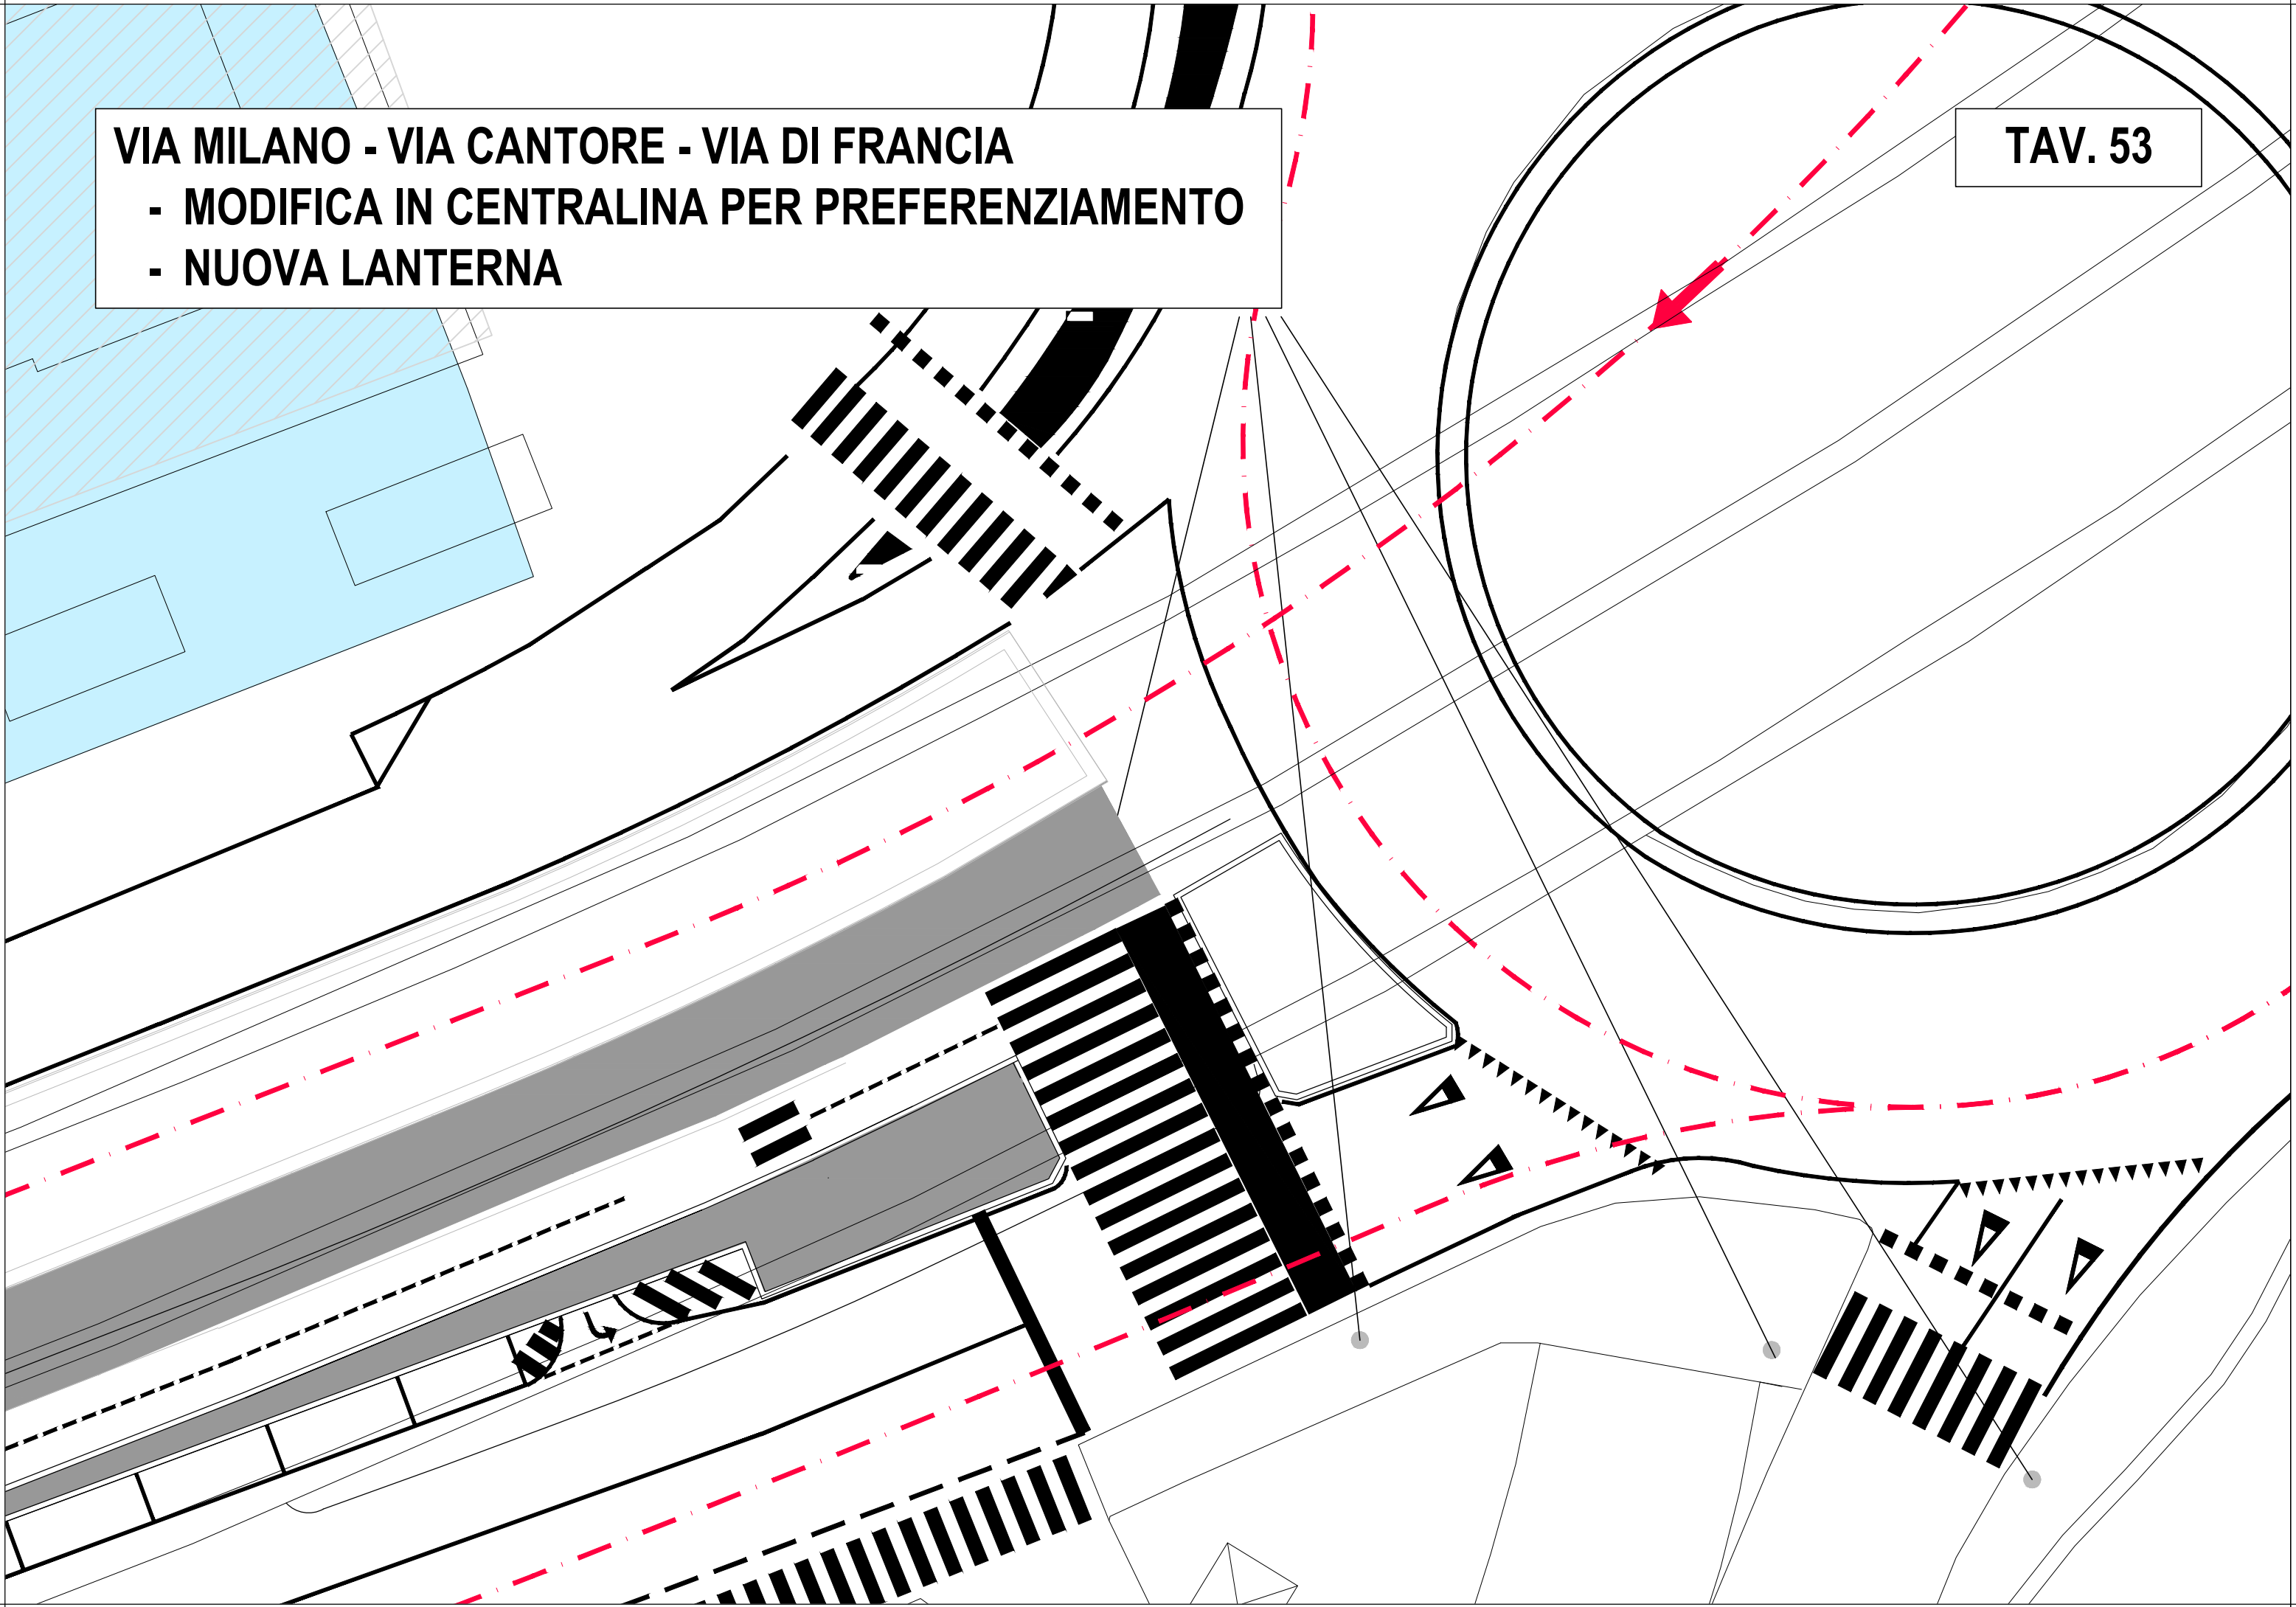 VIA MILANO - VIA CANTORE - VIA DI FRANCIA
- MODIFICA IN CENTRALINA PER PREFERENZIAMENTO
- NUOVA LANTERNA
TAV. 53